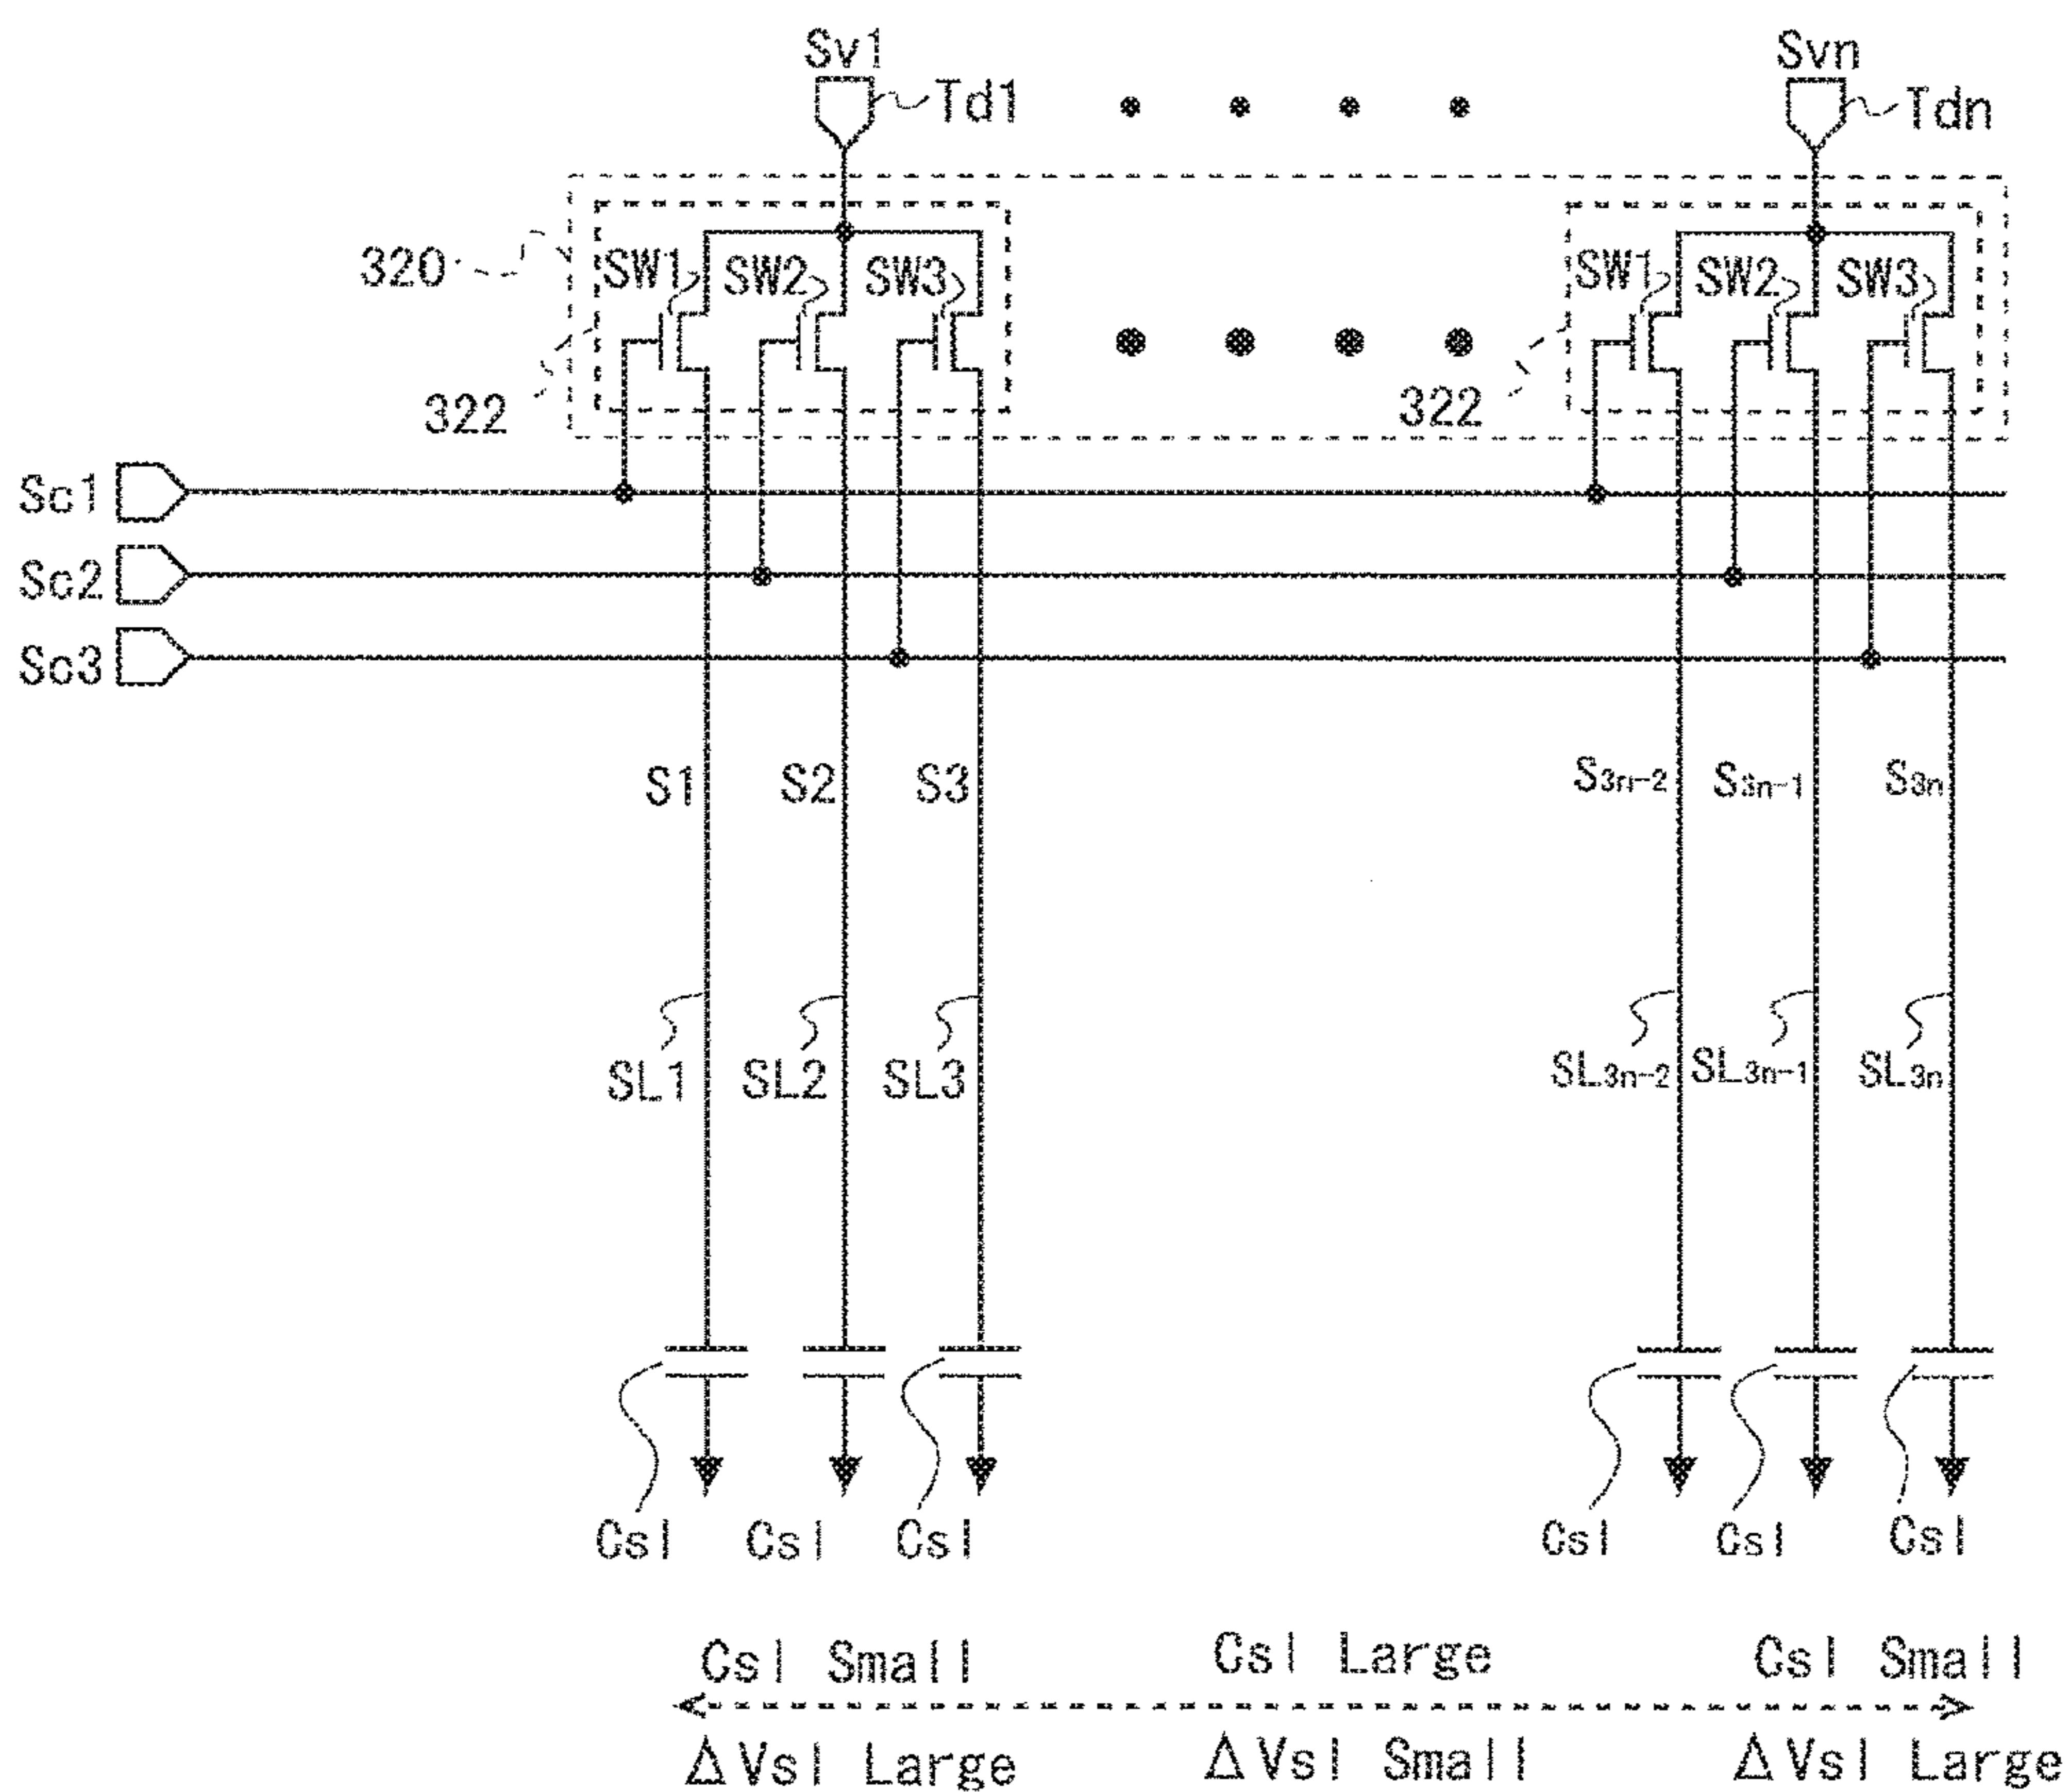 Sv1
Svn
Td1
Tdn
320
SW1
SW2
SW3
SW1
SW2
SW3
322
322
Sc1
Sc2
Sc3
S1
S2
S3
S3n-2
S3n-1
S3n
SL1
SL2
SL3
SL3n-2
SL3n-1
SL3n
Csl
Csl
Csl
Csl
Csl
Csl
Csl Small
Csl Large
Csl Small
ΔVsl Large
ΔVsl Small
ΔVsl Large